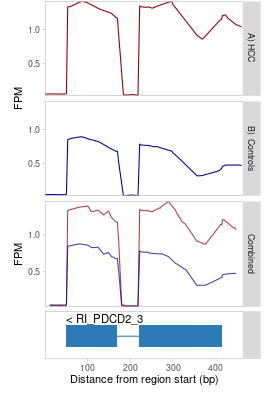 FPM
1.0
0.5
A) HCC
1.0
0.5
B) Controls
FPM
1.0
0.5
Combined
< RI_PDCD2_3
100
200
300
400
Distance from region start (bp)